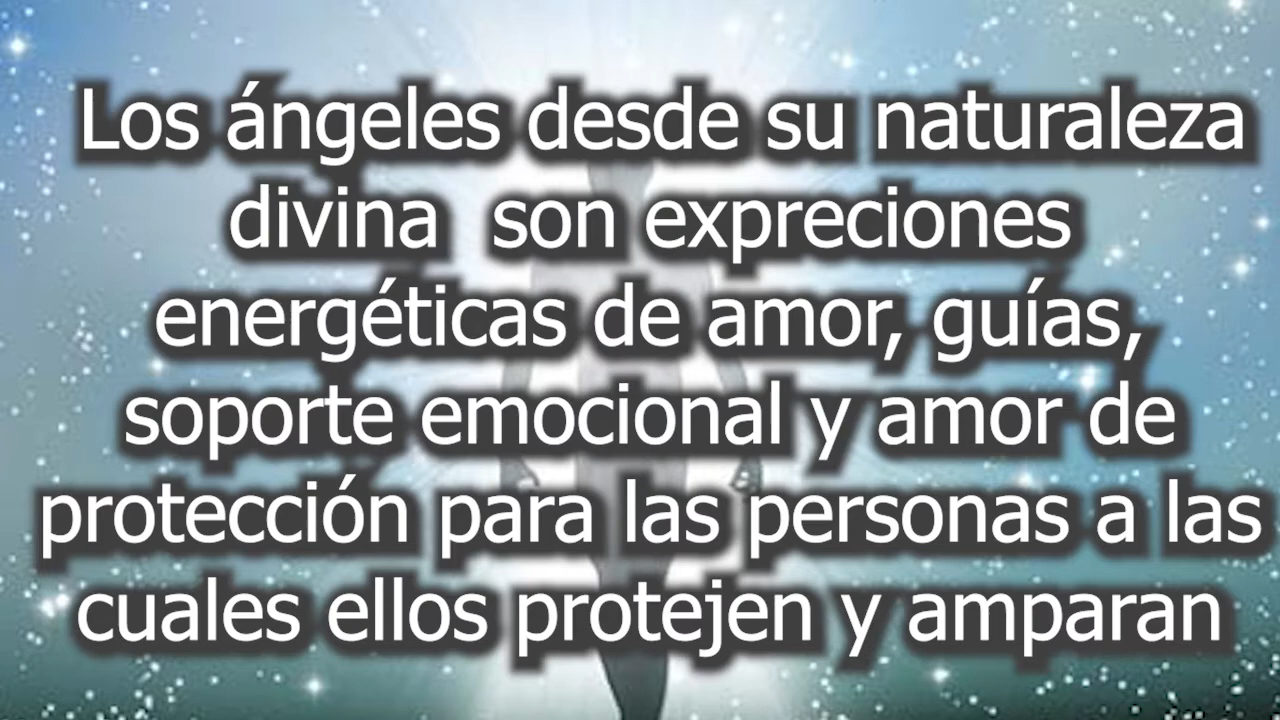 Los ángeles desde su naturaleza
divina  son expreciones
energéticas de amor, guías,
soporte emocional y amor de
protección para las personas a las
cuales ellos protejen y amparan